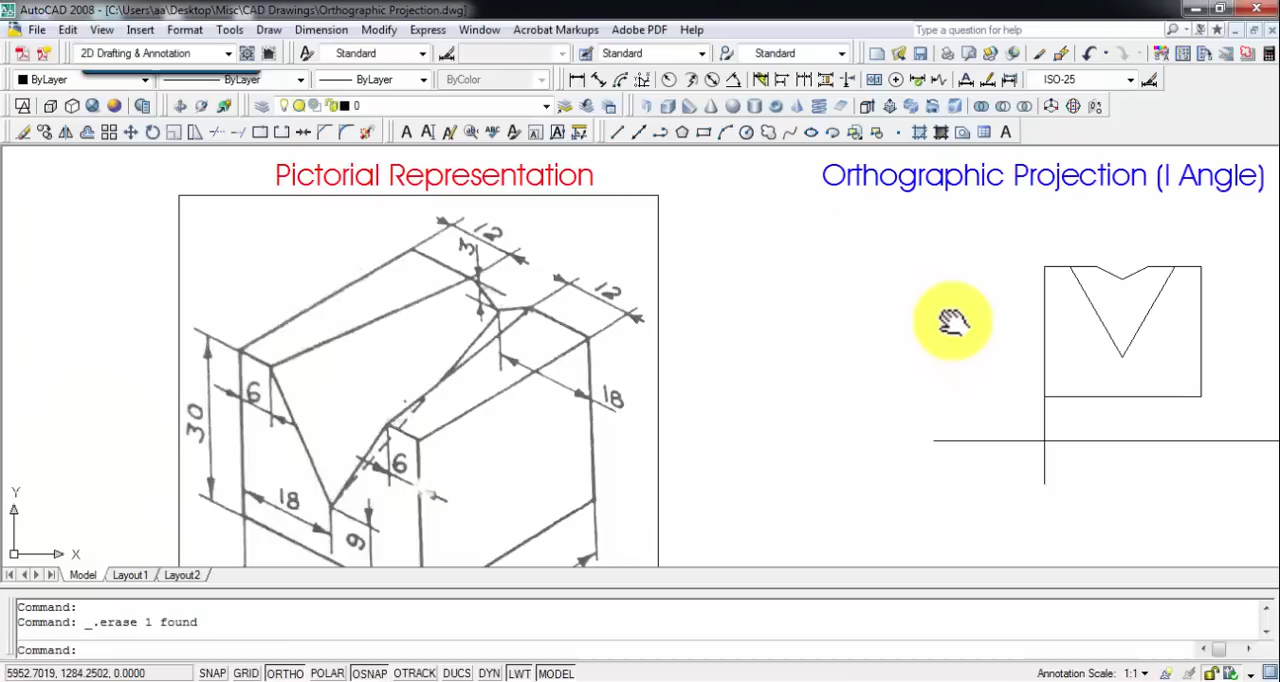 AutoCAD 2008 - [C:\Users\aa\Desktop\Misc\CAD Drawings\Orthographic Projection.dwg]
File Edit View Insert Format Tools Draw Dimension Modify Express Window Acrobat Markups Adobe PDF Help Type a question for help
2D Drafting & Annotation Standard Standard Standard
ByLayer ByLayer ByLayer ByColor ISO-25
0
Pictorial Representation
Orthographic Projection (I Angle)
12
3
12
6
18
30
6
18
9
Y
X
Model Layout1 Layout2
Command:
Command: _.erase 1 found
Command:
5952.7019, 1284.2502, 0.0000 SNAP GRID ORTHO POLAR OSNAP OTRACK DUCS DYN LWT MODEL Annotation Scale: 1:1